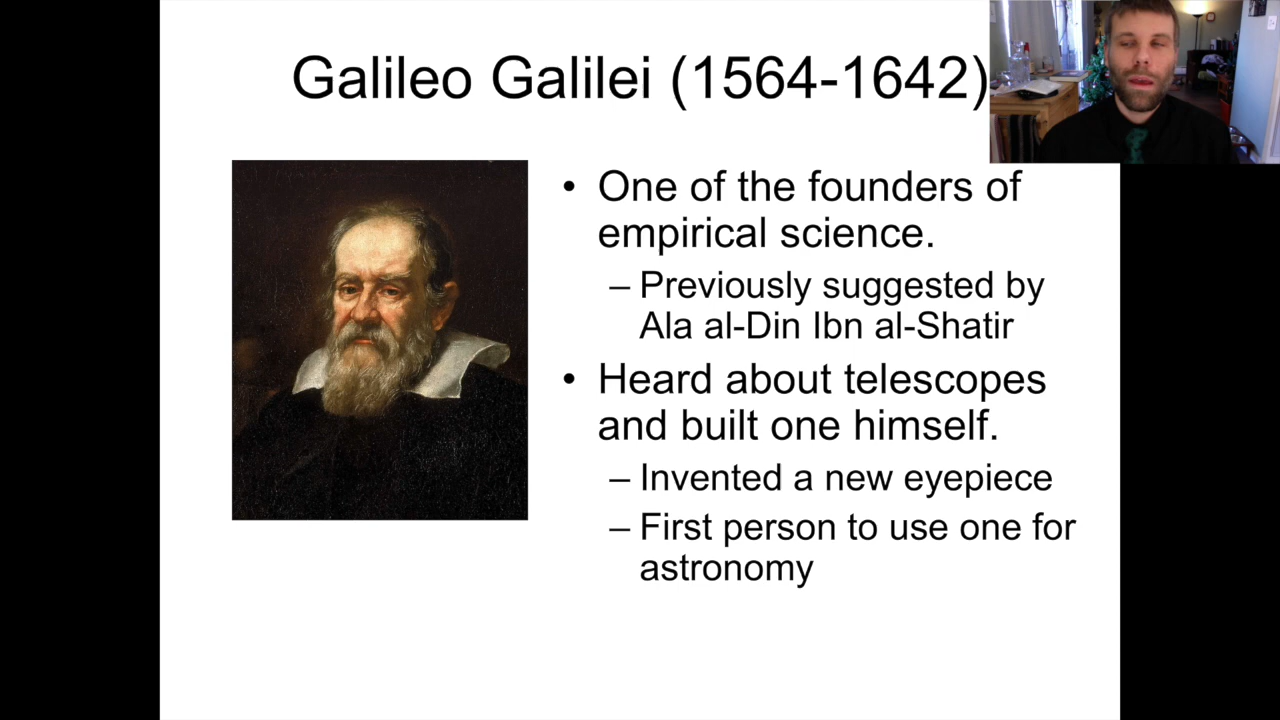 Galileo Galilei (1564-1642)
• One of the founders of
empirical science.
– Previously suggested by
Ala al-Din Ibn al-Shatir
• Heard about telescopes
and built one himself.
– Invented a new eyepiece
– First person to use one for
astronomy